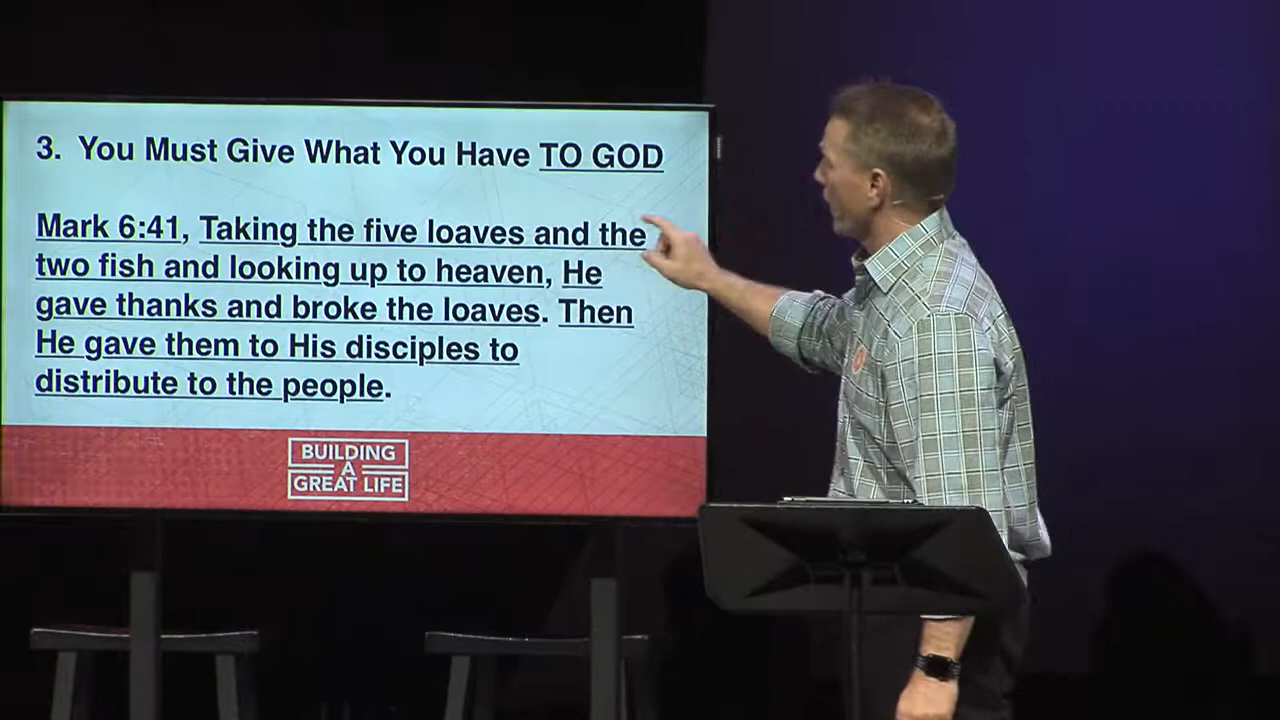 3. You Must Give What You Have TO GOD
Mark 6:41, Taking the five loaves and the
two fish and looking up to heaven, He
gave thanks and broke the loaves. Then
He gave them to His disciples to
distribute to the people.
BUILDING
A
GREAT LIFE